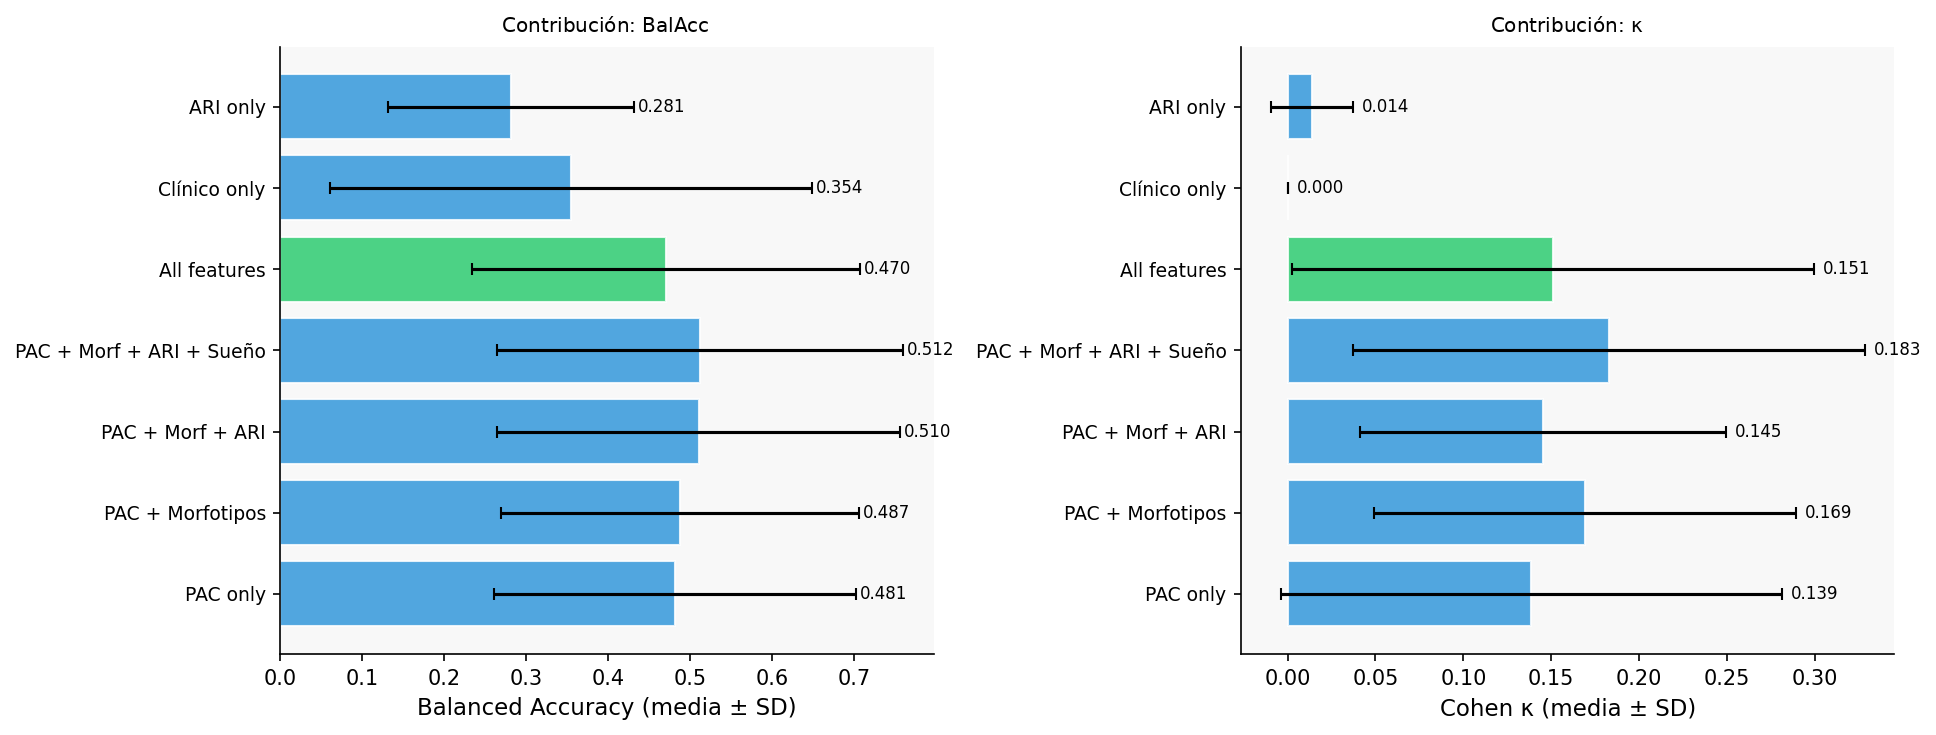 Contribución: BalAcc
ARI only
0.281
Clínico only
0.354
All features
0.470
PAC + Morf + ARI + Sueño
0.512
PAC + Morf + ARI
0.510
PAC + Morfotipos
0.487
PAC only
0.481
0.0 0.1 0.2 0.3 0.4 0.5 0.6 0.7
Balanced Accuracy (media ± SD)
Contribución: κ
ARI only
0.014
Clínico only
0.000
All features
0.151
PAC + Morf + ARI + Sueño
0.183
PAC + Morf + ARI
0.145
PAC + Morfotipos
0.169
PAC only
0.139
0.00 0.05 0.10 0.15 0.20 0.25 0.30
Cohen κ (media ± SD)